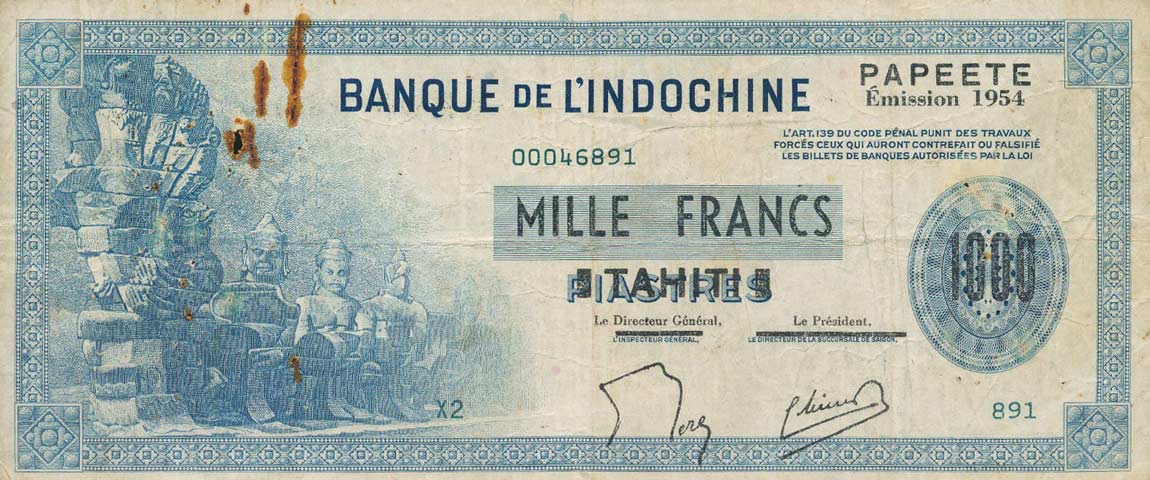 BANQUE DE L'INDOCHINE
PAPEETE
Émission 1954
L'ART.139 DU CODE PÉNAL PUNIT DES TRAVAUX
FORCÉS CEUX QUI AURONT CONTREFAIT OU FALSIFIÉ
LES BILLETS DE BANQUES AUTORISÉES PAR LA LOI
00046891
MILLE FRANCS
1000
TAHITI
PIASTRES
Le Directeur Général, Le Président,
L'INSPECTEUR GÉNÉRAL, LE DIRECTEUR DE LA SUCCURSALE DE SAIGON,
X2 891